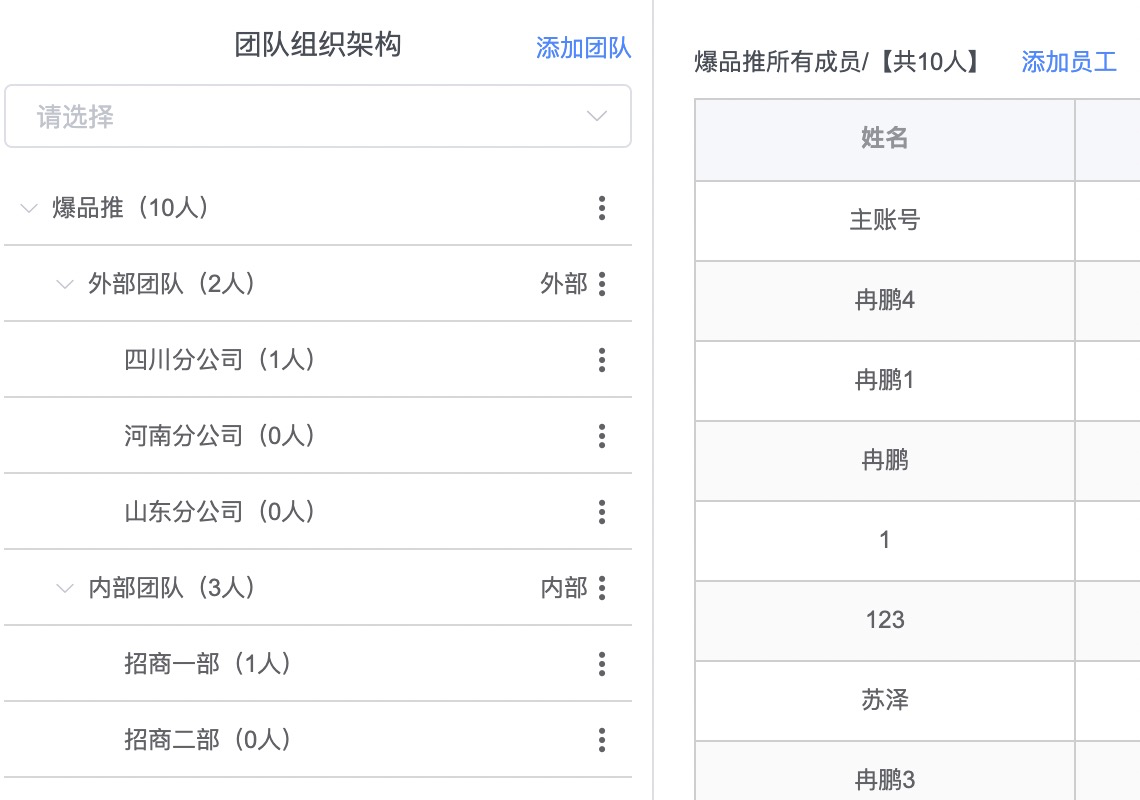 团队组织架构
添加团队
请选择
爆品推（10人）
外部团队（2人）
外部
四川分公司（1人）
河南分公司（0人）
山东分公司（0人）
内部团队（3人）
内部
招商一部（1人）
招商二部（0人）
爆品推所有成员/【共10人】
添加员工
姓名
主账号
冉鹏4
冉鹏1
冉鹏
1
123
苏泽
冉鹏3